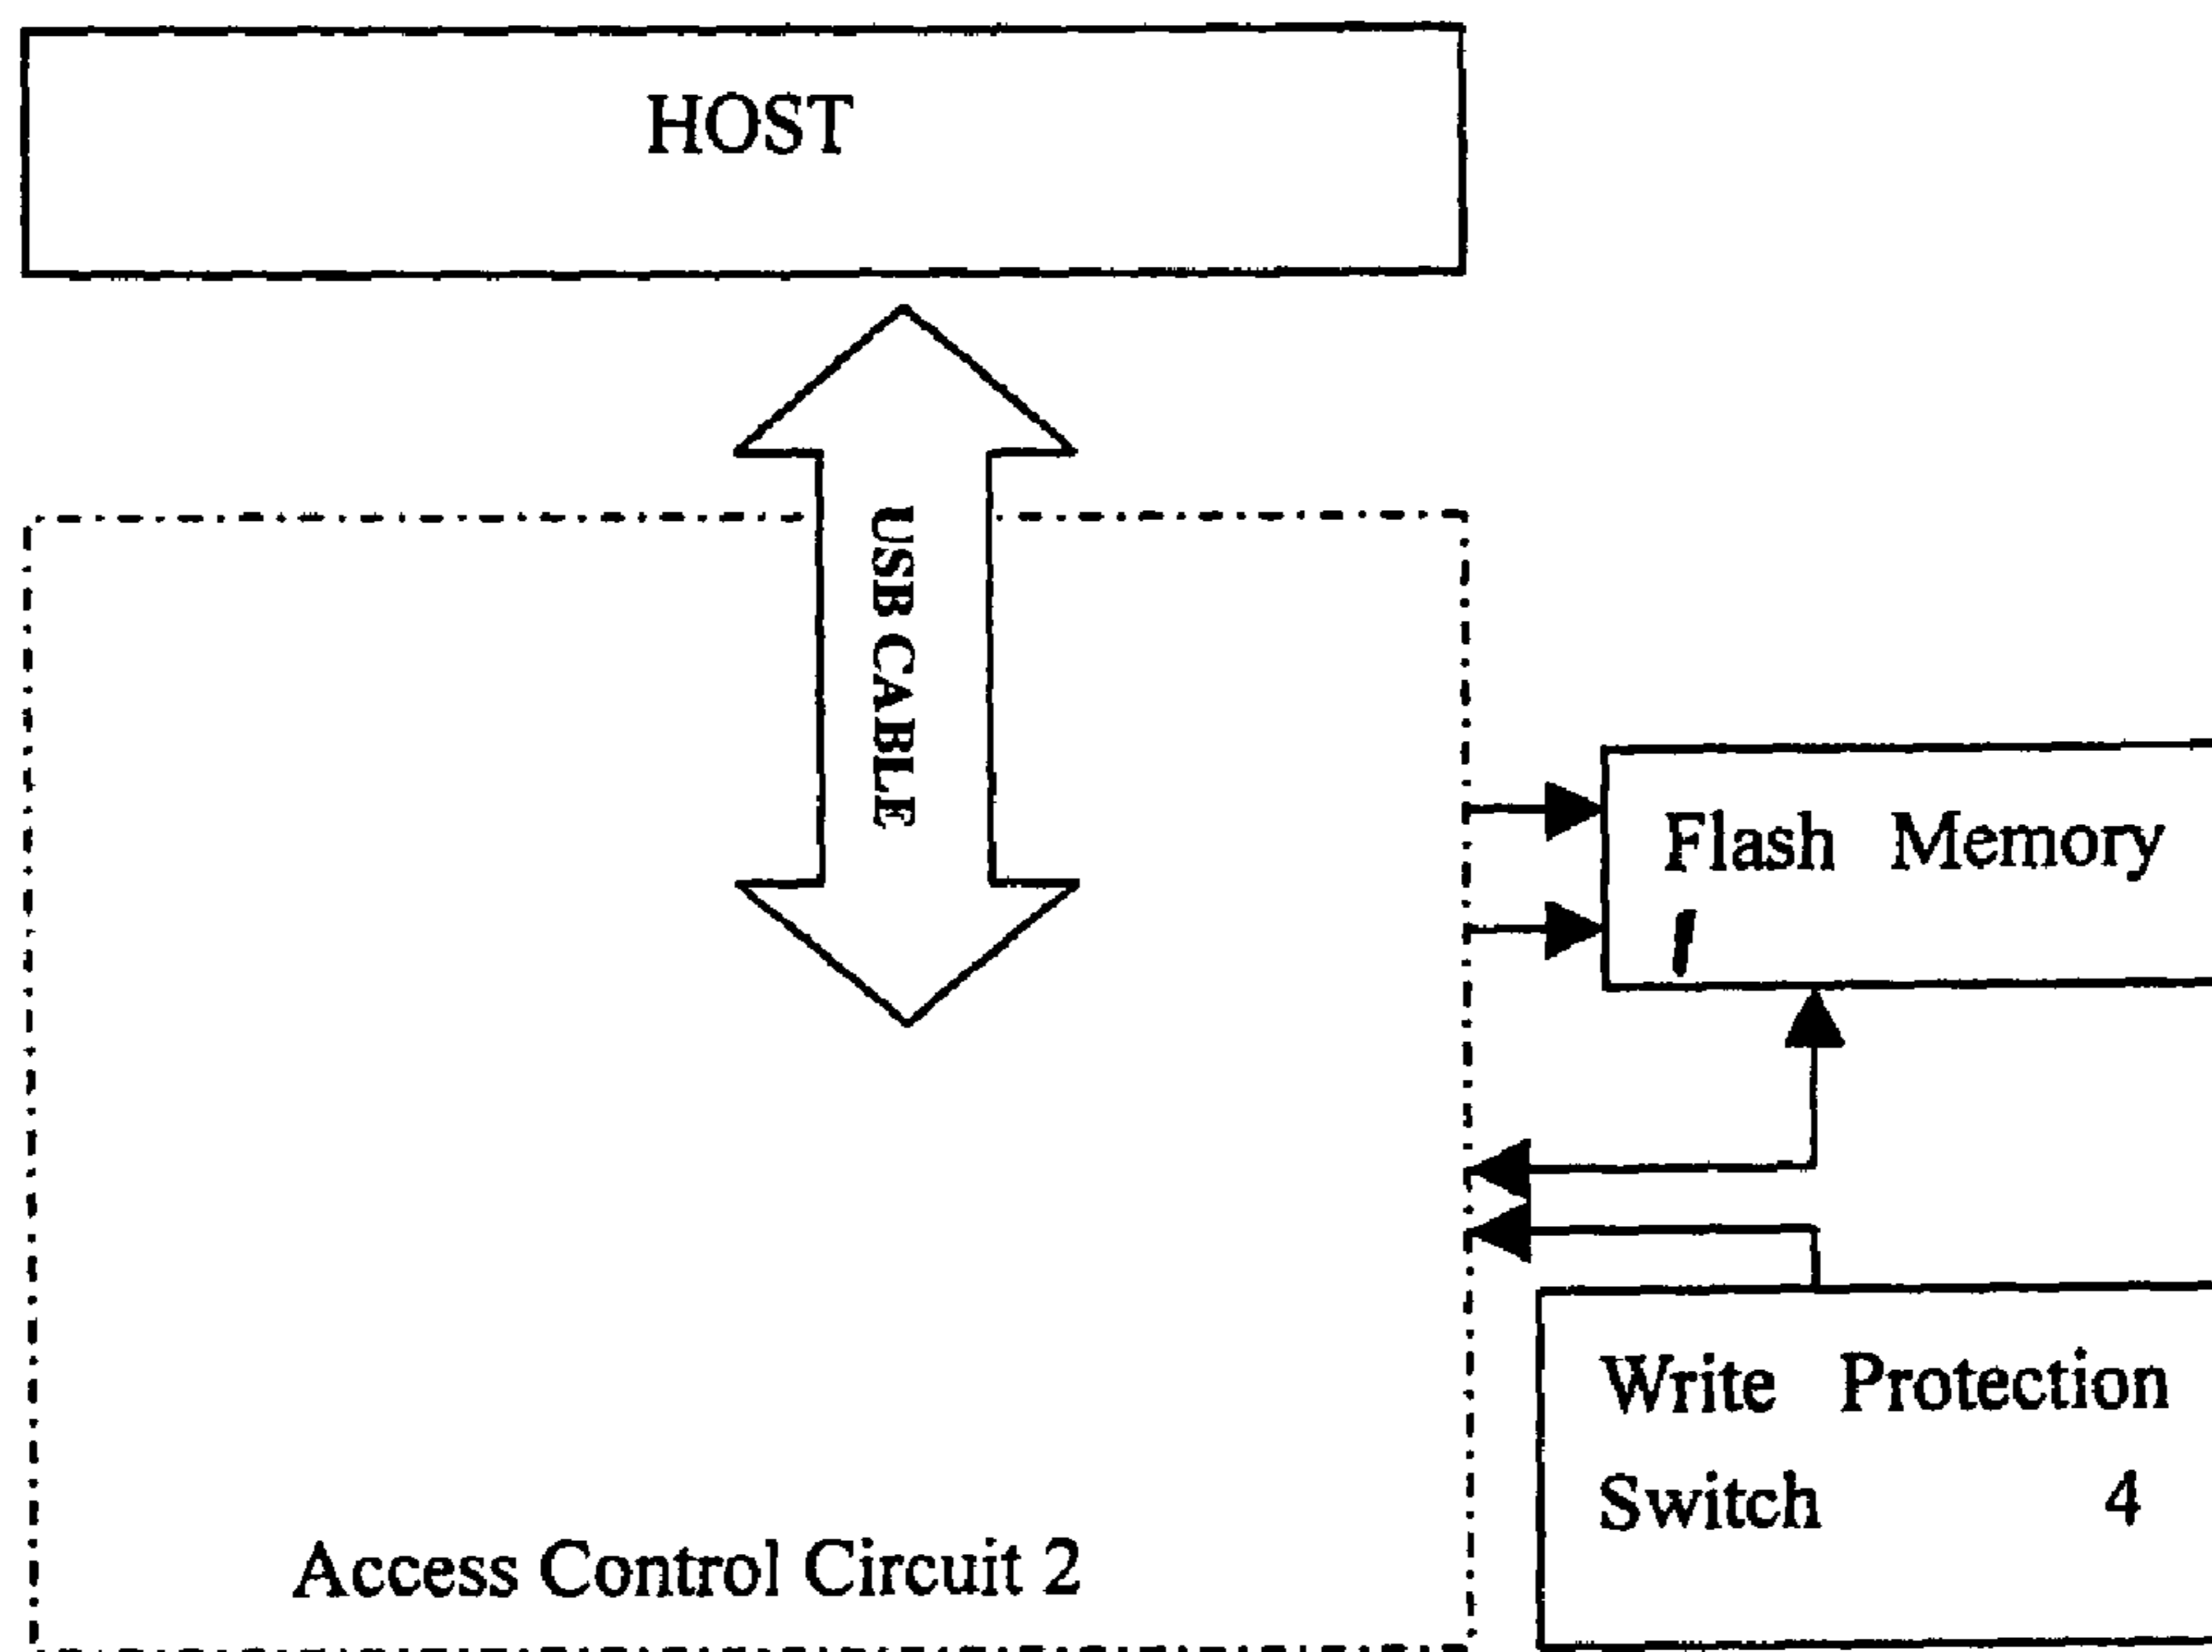 HOST
USB CABLE
Flash Memory
1
Write Protection
Switch 4
Access Control Circuit 2